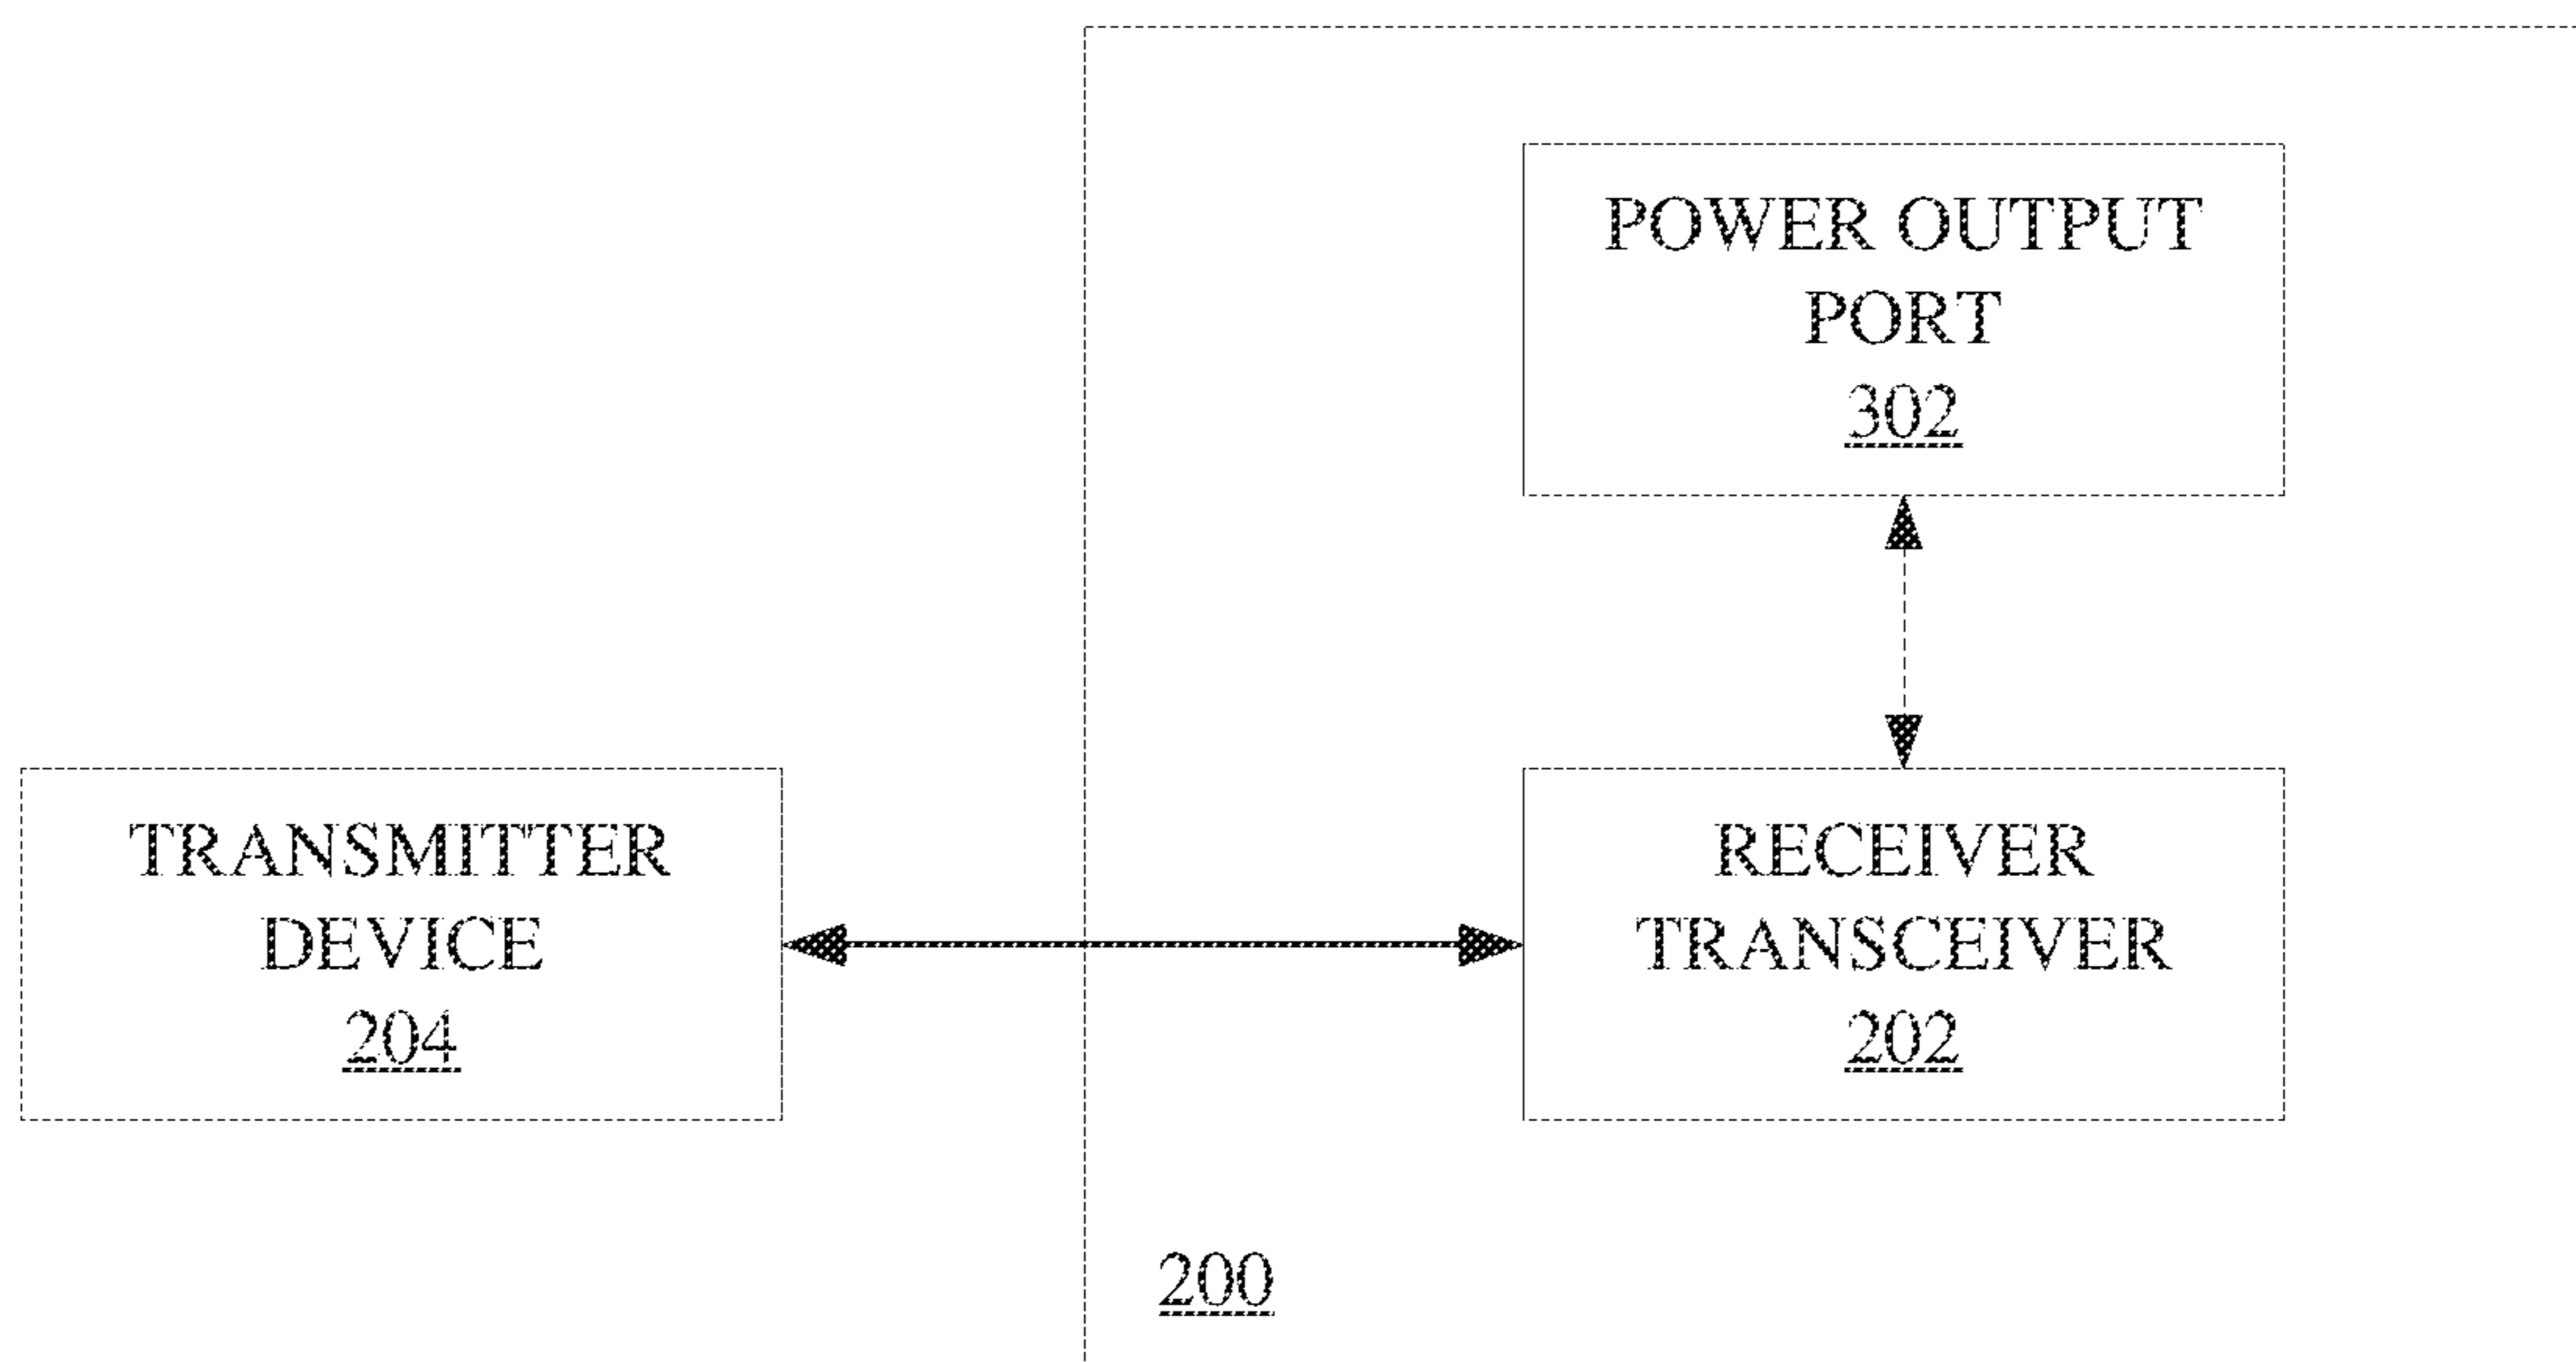 POWER OUTPUT
PORT
302
TRANSMITTER
DEVICE
204
RECEIVER
TRANSCEIVER
202
200